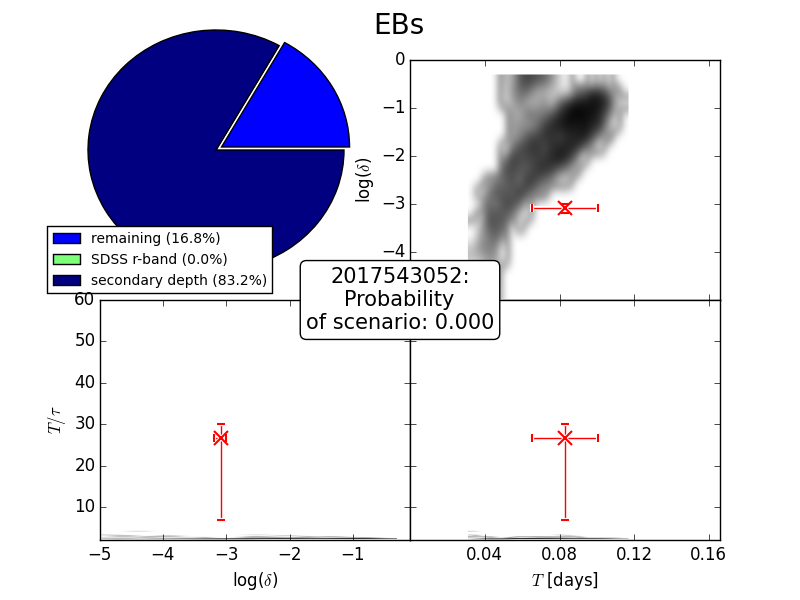 EBs
remaining (16.8%)
SDSS r-band (0.0%)
secondary depth (83.2%)
0
−1
−2
−3
−4
log(δ)
2017543052:
Probability
of scenario: 0.000
60
50
40
30
20
10
T/τ
−5
−4
−3
−2
−1
log(δ)
0.04
0.08
0.12
0.16
T [days]